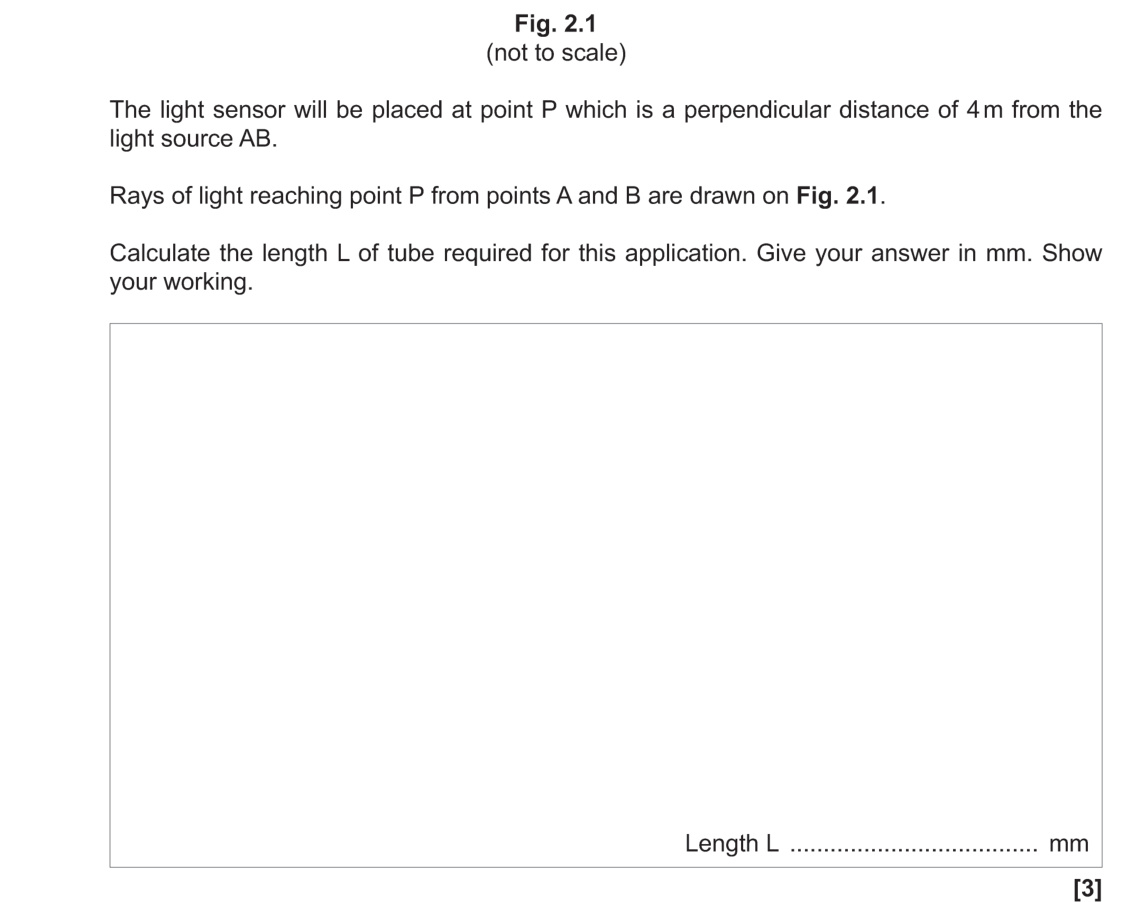 Fig. 2.1
(not to scale)
The light sensor will be placed at point P which is a perpendicular distance of 4 m from the
light source AB.
Rays of light reaching point P from points A and B are drawn on Fig. 2.1.
Calculate the length L of tube required for this application. Give your answer in mm. Show
your working.
Length L ..................................... mm
[3]